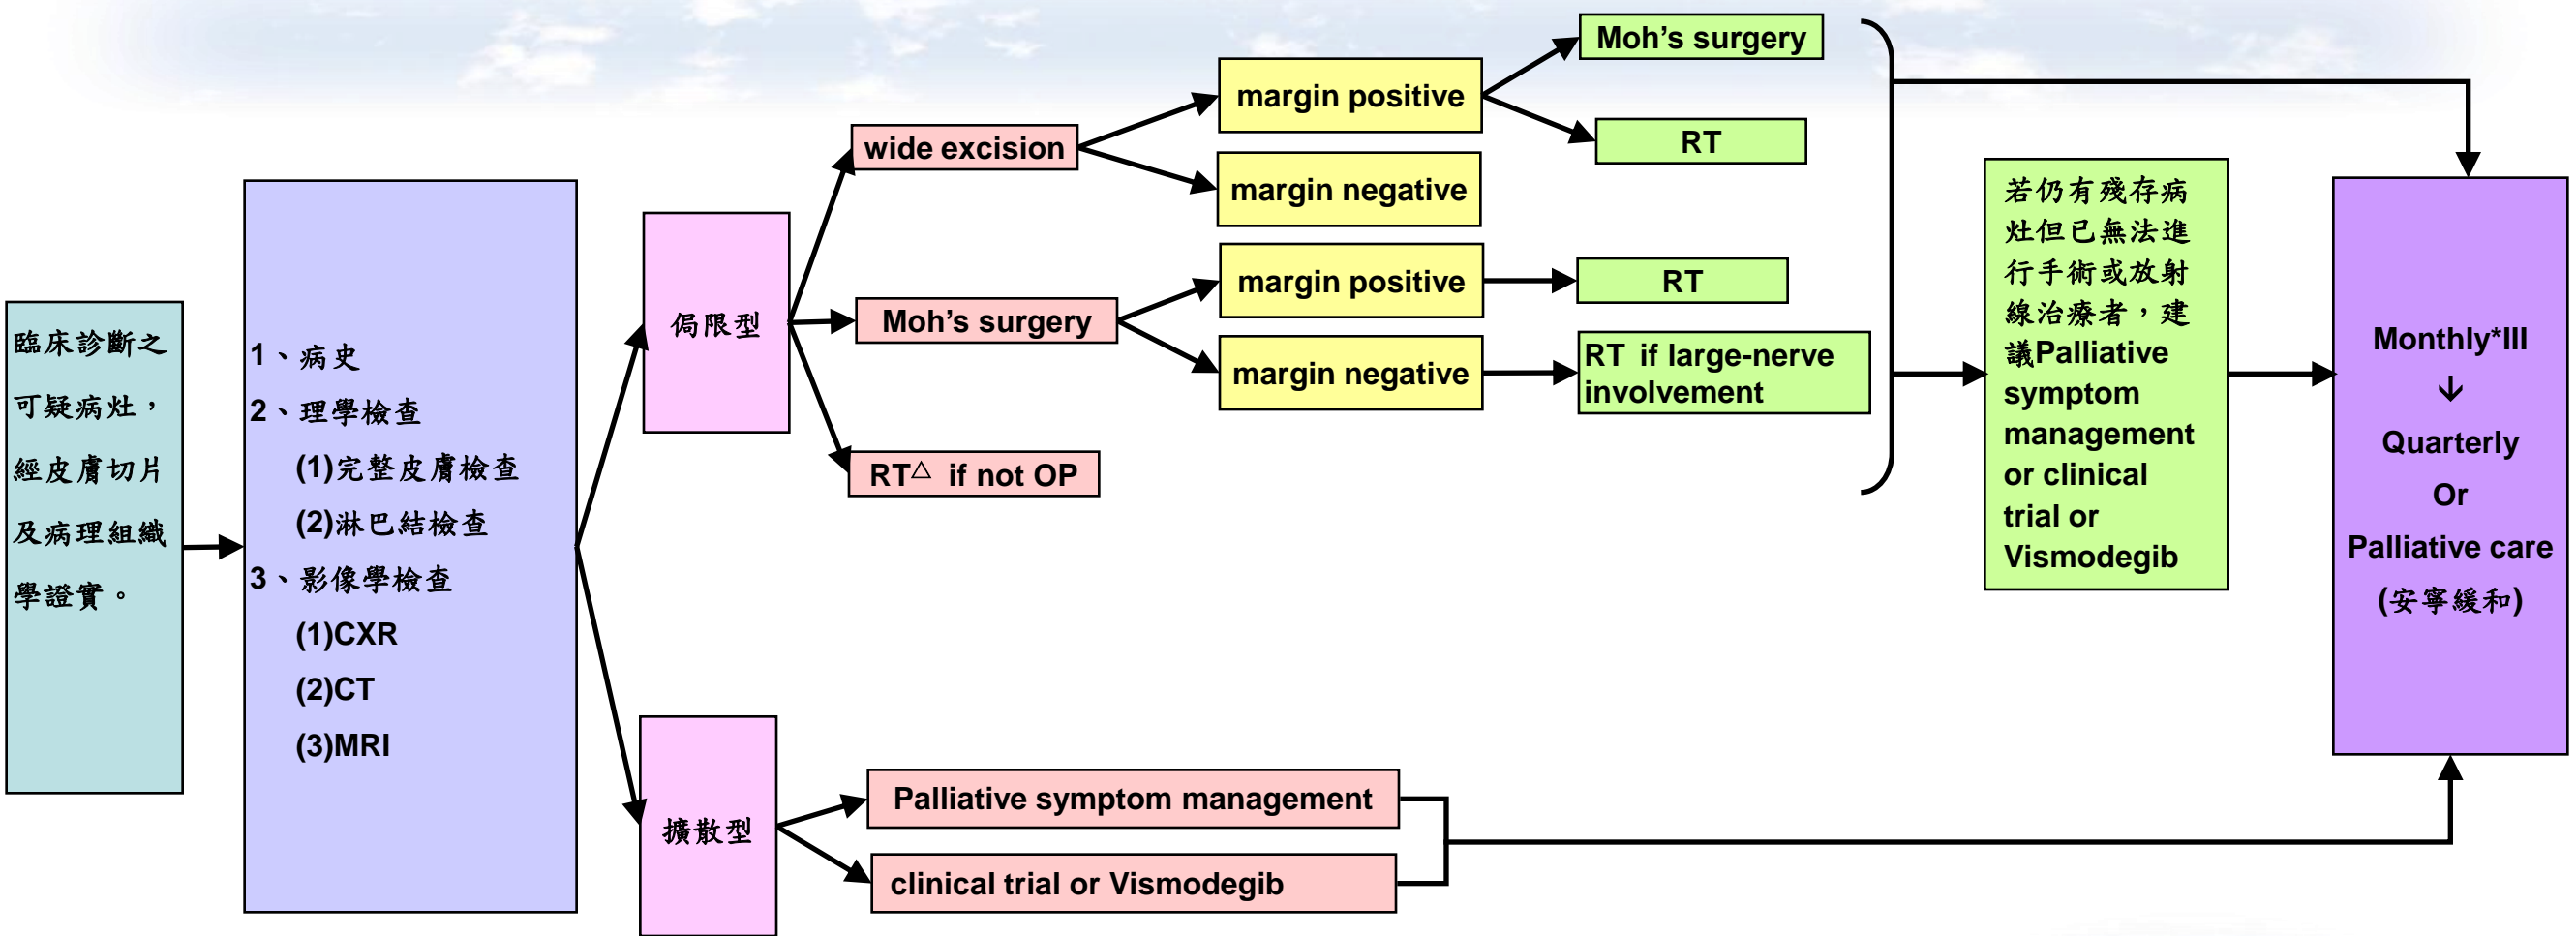 臨床診斷之
可疑病灶，
經皮膚切片
及病理組織
學證實。
1、病史
2、理學檢查
(1)完整皮膚檢查
(2)淋巴結檢查
3、影像學檢查
(1)CXR
(2)CT
(3)MRI
侷限型
擴散型
wide excision
Moh’s surgery
RT△ if not OP
margin positive
margin negative
margin positive
margin negative
Moh’s surgery
RT
RT
RT if large-nerve
involvement
Palliative symptom management
clinical trial or Vismodegib
若仍有殘存病
灶但已無法進
行手術或放射
線治療者，建
議Palliative
symptom
management
or clinical
trial or
Vismodegib
Monthly*III
↓
Quarterly
Or
Palliative care
(安寧緩和)